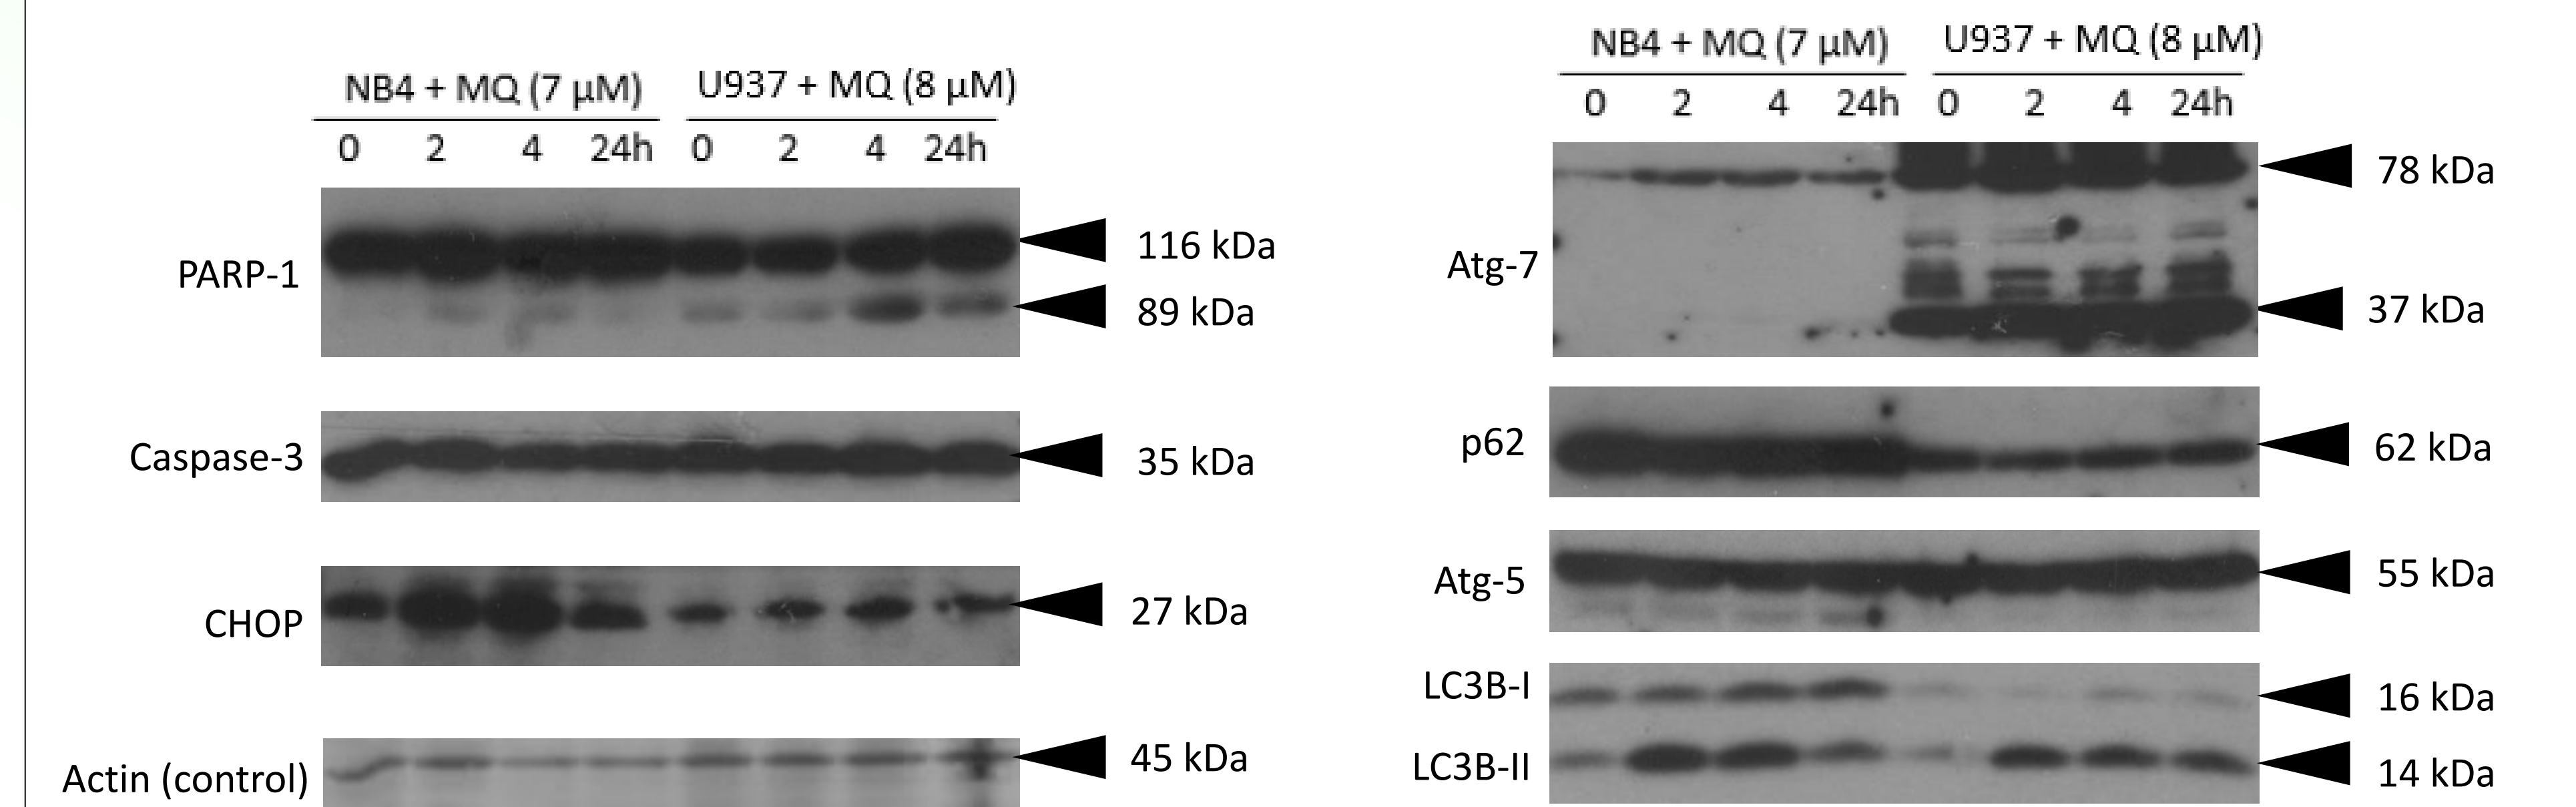 NB4 + MQ (7 µM) U937 + MQ (8 µM)
0 2 4 24h 0 2 4 24h
PARP-1
116 kDa
89 kDa
Caspase-3
35 kDa
CHOP
27 kDa
Actin (control)
45 kDa
NB4 + MQ (7 µM) U937 + MQ (8 µM)
0 2 4 24h 0 2 4 24h
78 kDa
Atg-7
37 kDa
p62
62 kDa
Atg-5
55 kDa
LC3B-I
16 kDa
LC3B-II
14 kDa